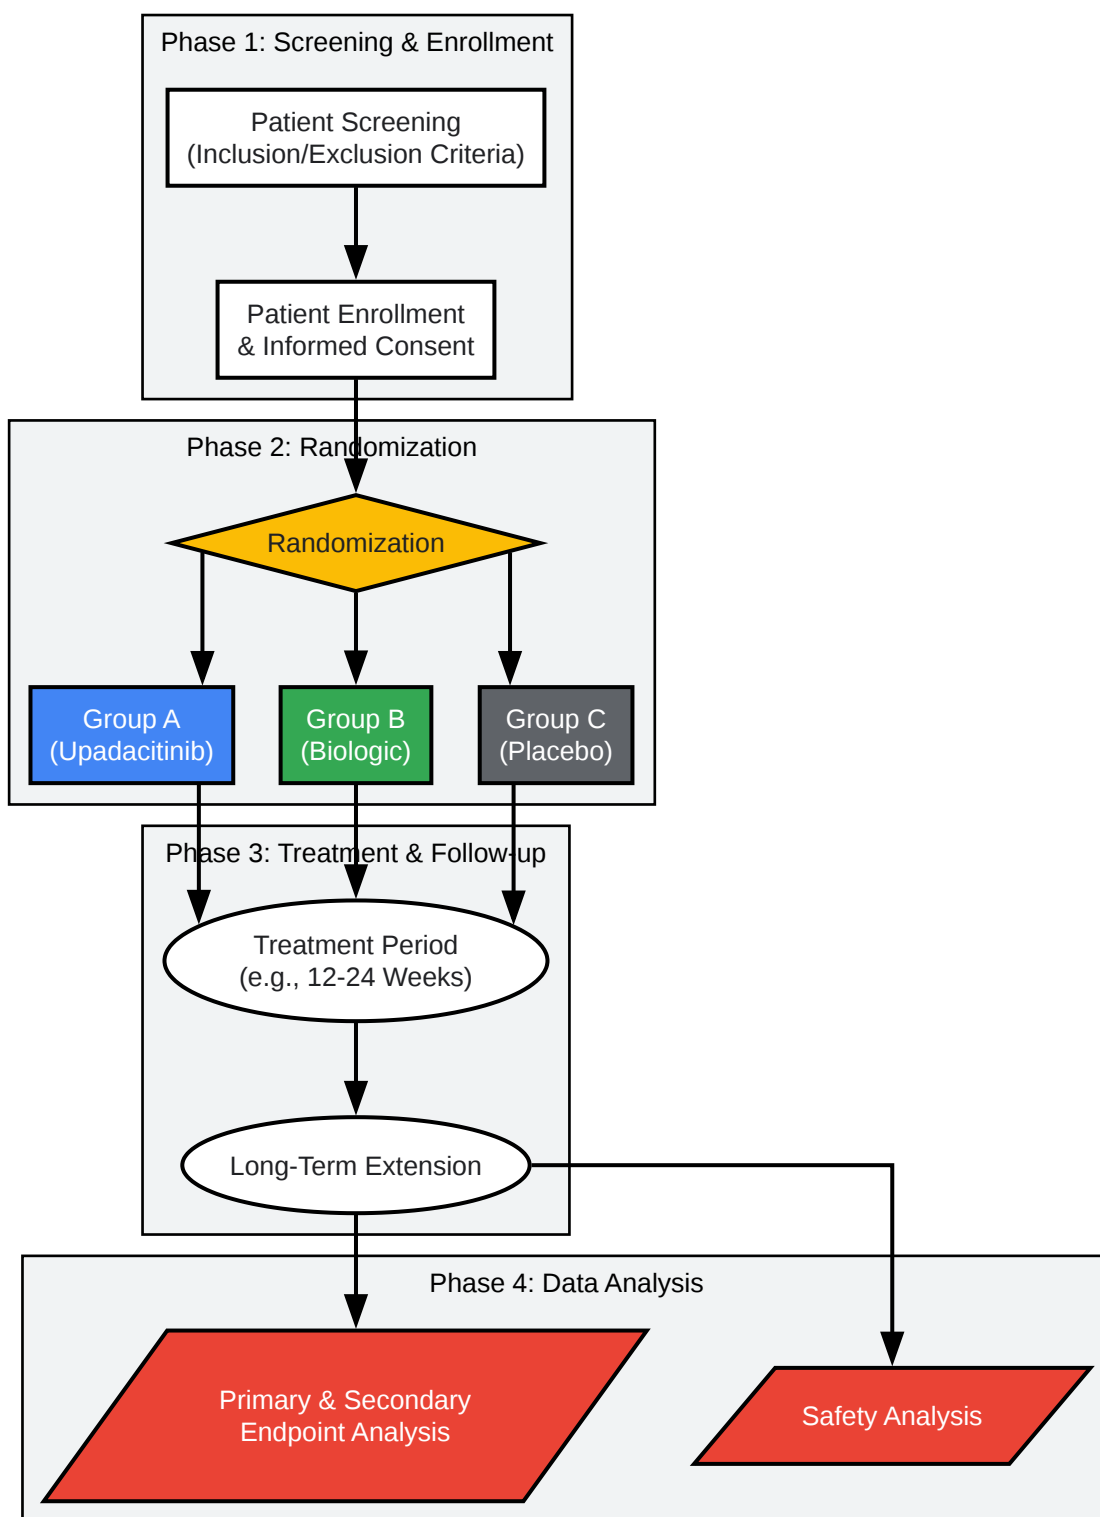 Phase 1: Screening & Enrollment
Patient Screening
(Inclusion/Exclusion Criteria)
Patient Enrollment
& Informed Consent
Phase 2: Randomization
Randomization
Group A
(Upadacitinib)
Group B
(Biologic)
Group C
(Placebo)
Phase 3: Treatment & Follow-up
Treatment Period
(e.g., 12-24 Weeks)
Long-Term Extension
Phase 4: Data Analysis
Primary & Secondary
Endpoint Analysis
Safety Analysis